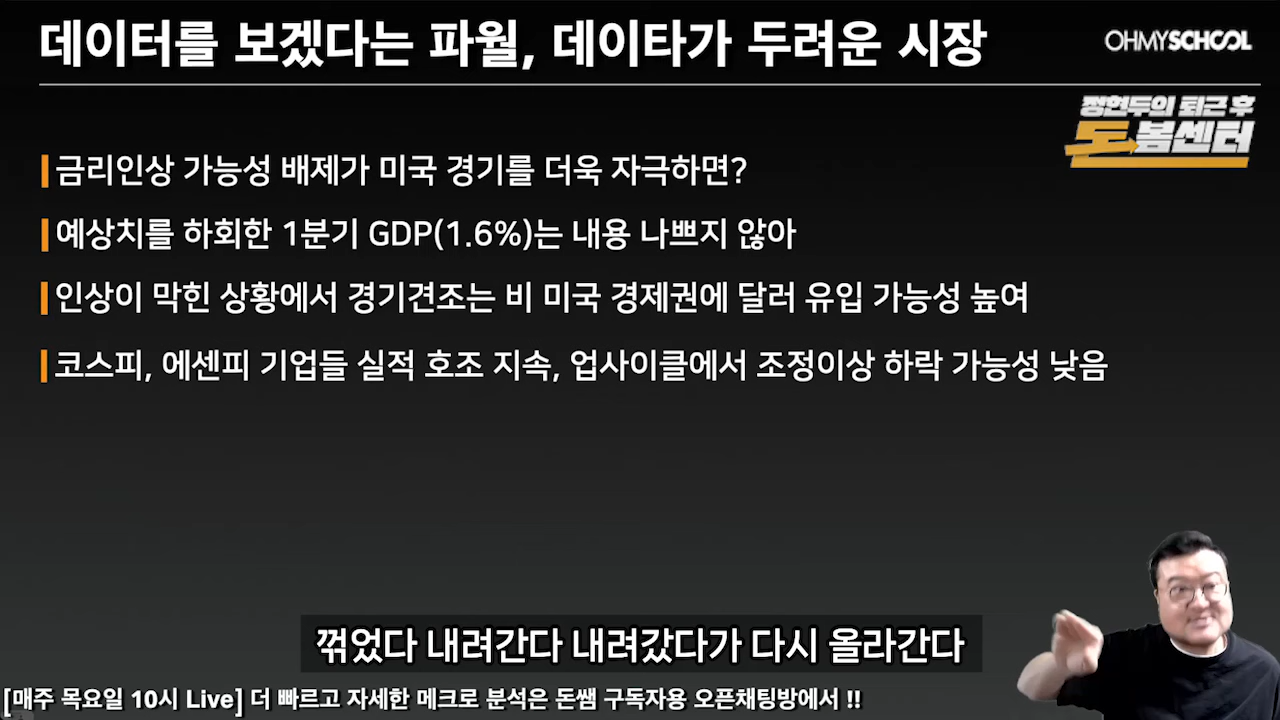 데이터를 보겠다는 파월, 데이타가 두려운 시장
OHMYSCHOOL
정언두의 퇴근 후
돈봄센터
금리인상 가능성 배제가 미국 경기를 더욱 자극하면?
예상치를 하회한 1분기 GDP(1.6%)는 내용 나쁘지 않아
인상이 막힌 상황에서 경기견조는 비 미국 경제권에 달러 유입 가능성 높여
코스피, 에센피 기업들 실적 호조 지속, 업사이클에서 조정이상 하락 가능성 낮음
꺾었다 내려간다 내려갔다가 다시 올라간다
[매주 목요일 10시 Live] 더 빠르고 자세한 메크로 분석은 돈쌤 구독자용 오픈채팅방에서 !!